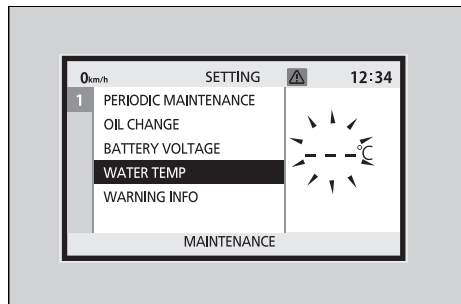 0km/h SETTING 12:34
1 PERIODIC MAINTENANCE
OIL CHANGE
BATTERY VOLTAGE
WATER TEMP
WARNING INFO
---°C
MAINTENANCE